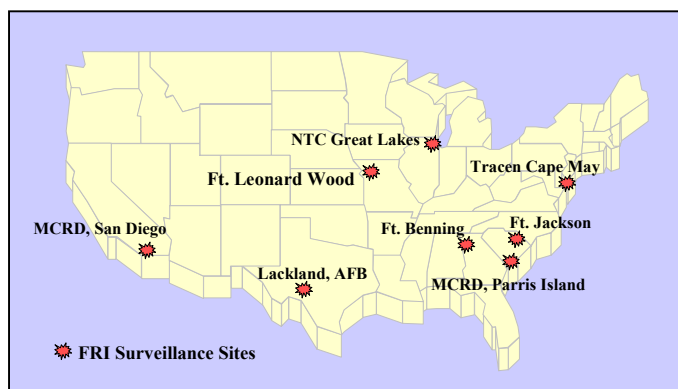 NTC Great Lakes
Tracen Cape May
Ft. Leonard Wood
MCRD, San Diego
Ft. Benning
Ft. Jackson
Lackland, AFB
MCRD, Parris Island
FRI Surveillance Sites